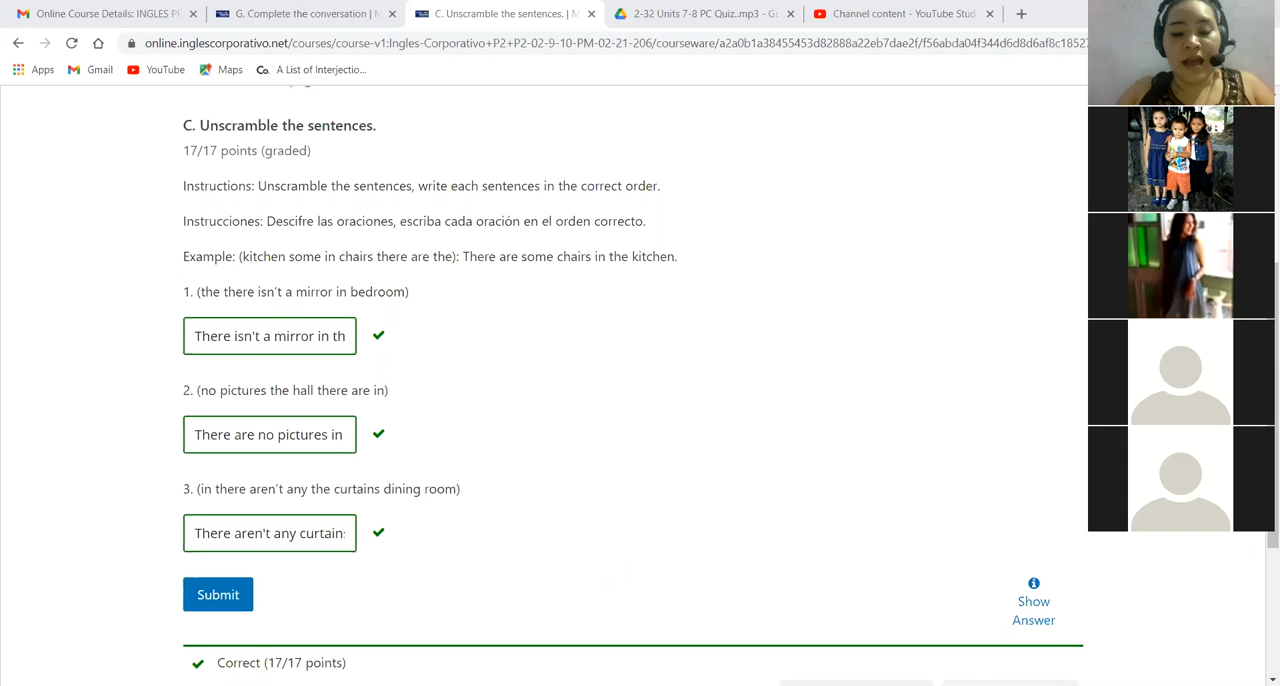 Online Course Details: INGLES P
G. Complete the conversation |
C. Unscramble the sentences. | M
2-32 Units 7-8 PC Quiz..mp3 - Go
Channel content - YouTube Stud
online.inglescorporativo.net/courses/course-v1:Ingles-Corporativo+P2+P2-02-9-10-PM-02-21-206/courseware/a2a0b1a38455453d82888a22eb7dae2f/f56abda04f344d6d8d6af8c18527
Apps
Gmail
YouTube
Maps
Co. A List of Interjectio...
C. Unscramble the sentences.
17/17 points (graded)
Instructions: Unscramble the sentences, write each sentences in the correct order.
Instrucciones: Descifre las oraciones, escriba cada oración en el orden correcto.
Example: (kitchen some in chairs there are the): There are some chairs in the kitchen.
1. (the there isn't a mirror in bedroom)
There isn't a mirror in th
2. (no pictures the hall there are in)
There are no pictures in
3. (in there aren't any the curtains dining room)
There aren't any curtain
Submit
Show
Answer
Correct (17/17 points)